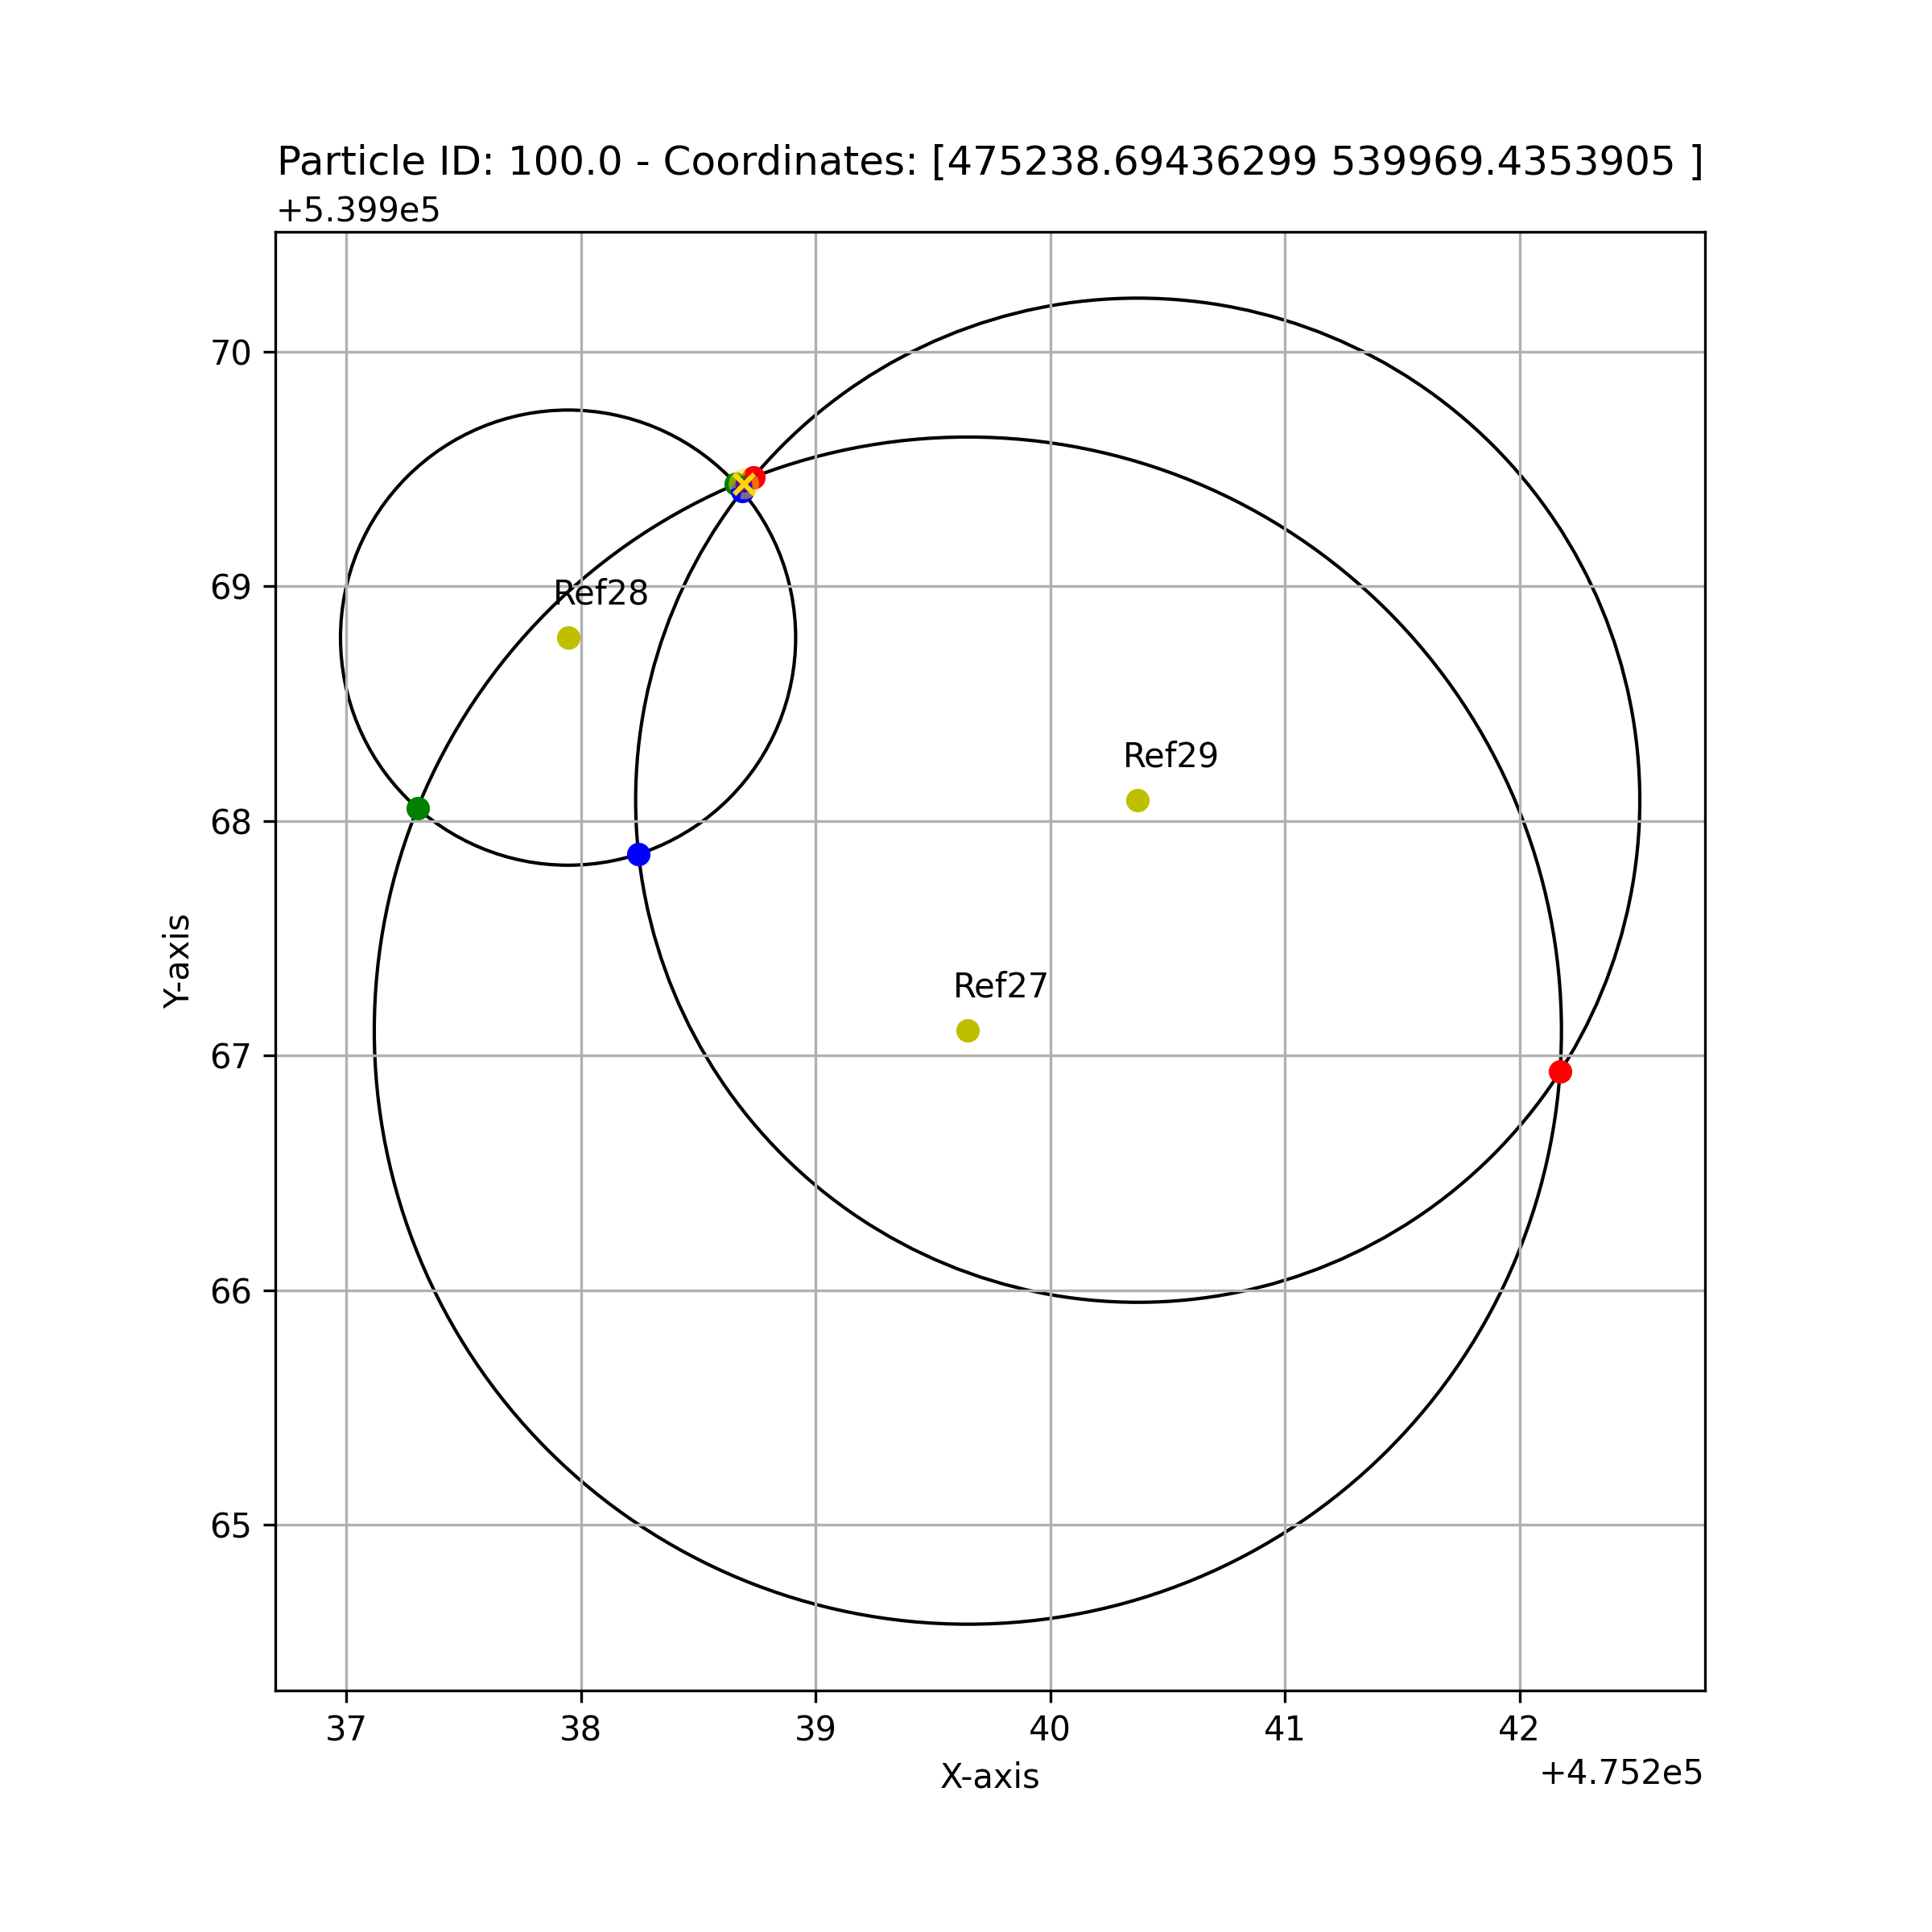 Particle ID: 100.0 - Coordinates: [475238.69436299 539969.4353905 ]
+5.399e5
70
69
68
67
66
65
Y-axis
Ref28
Ref29
Ref27
37 38 39 40 41 42
X-axis
+4.752e5